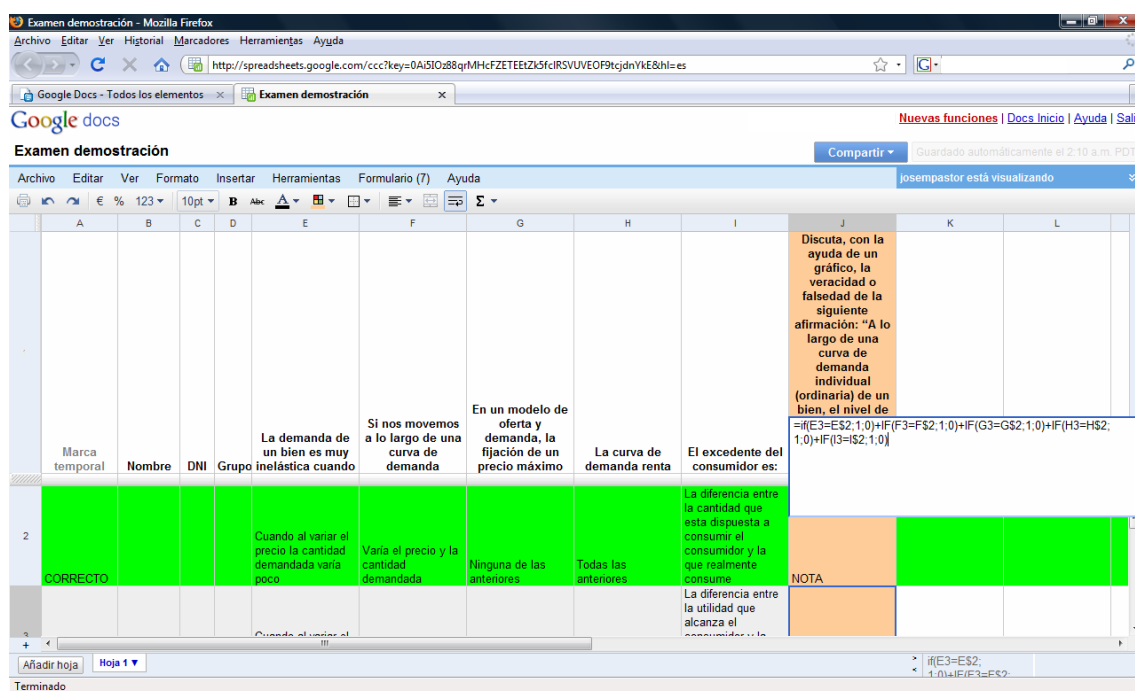 Examen demostración - Mozilla Firefox
Archivo Editar Ver Historial Marcadores Herramientas Ayuda
G
Google Docs - Todos los elementos
Examen demostración
Google docs
Nuevas funciones | Docs Inicio | Ayuda | Sali
Examen demostración
Compartir
Guardado automáticamente el 2:10 a.m. PDT
Archivo Editar Ver Formato Insertar Herramientas Formulario (7) Ayuda
josempastor está visualizando
€ % 123 10pt B Abc A Σ
A B C D E F G H I J K L
Marca
temporal
Nombre
DNI
Grupo
La demanda de
un bien es muy
inelástica cuando
Si nos movemos
a lo largo de una
curva de
demanda
En un modelo de
oferta y
demanda, la
fijación de un
precio máximo
La curva de
demanda renta
El excedente del
consumidor es:
Discuta, con la
ayuda de un
gráfico, la
veracidad o
falsedad de la
siguiente
afirmación: “A lo
largo de una
curva de
demanda
individual
(ordinaria) de un
bien, el nivel de
=if(E3=E$2;1;0)+IF(F3=F$2;1;0)+IF(G3=G$2;1;0)+IF(H3=H$2;
1;0)+IF(I3=I$2;1;0)
2
CORRECTO
Cuando al variar el
precio la cantidad
demandada varía
poco
Varía el precio y la
cantidad
demandada
Ninguna de las
anteriores
Todas las
anteriores
La diferencia entre
la cantidad que
esta dispuesta a
consumir el
consumidor y la
que realmente
consume
NOTA
3
Cuando al variar el
La diferencia entre
la utilidad que
alcanza el
consumidor y la
Añadir hoja
Hoja 1
if(E3=E$2;
1;0)+IF(F3=F$2;
Terminado